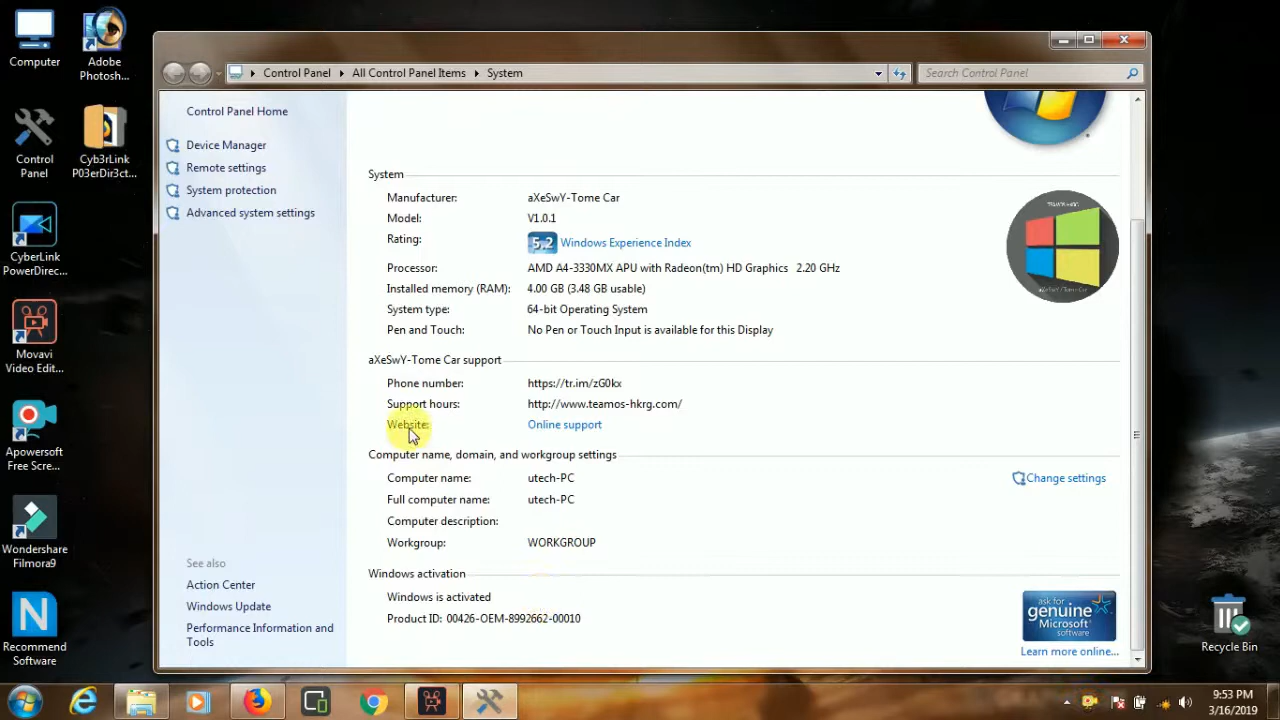 Computer
Adobe
Photosh...
Control
Panel
Cyb3rLink
P03erDir3ct...
CyberLink
PowerDirec...
Movavi
Video Edit...
Apowersoft
Free Scre...
Wondershare
Filmora9
Recommend
Software
Control Panel
All Control Panel Items
System
Search Control Panel
Control Panel Home
Device Manager
Remote settings
System protection
Advanced system settings
See also
Action Center
Windows Update
Performance Information and
Tools
System
Manufacturer: aXeSwY-Tome Car
Model: V1.0.1
Rating: 5.2 Windows Experience Index
Processor: AMD A4-3330MX APU with Radeon(tm) HD Graphics 2.20 GHz
Installed memory (RAM): 4.00 GB (3.48 GB usable)
System type: 64-bit Operating System
Pen and Touch: No Pen or Touch Input is available for this Display
aXeSwY-Tome Car support
Phone number: https://tr.im/zG0kx
Support hours: http://www.teamos-hkrg.com/
Website: Online support
Computer name, domain, and workgroup settings
Computer name: utech-PC
Change settings
Full computer name: utech-PC
Computer description:
Workgroup: WORKGROUP
Windows activation
Windows is activated
Product ID: 00426-OEM-8992662-00010
ask for
genuine
Microsoft
software
Learn more online...
Recycle Bin
9:53 PM
3/16/2019